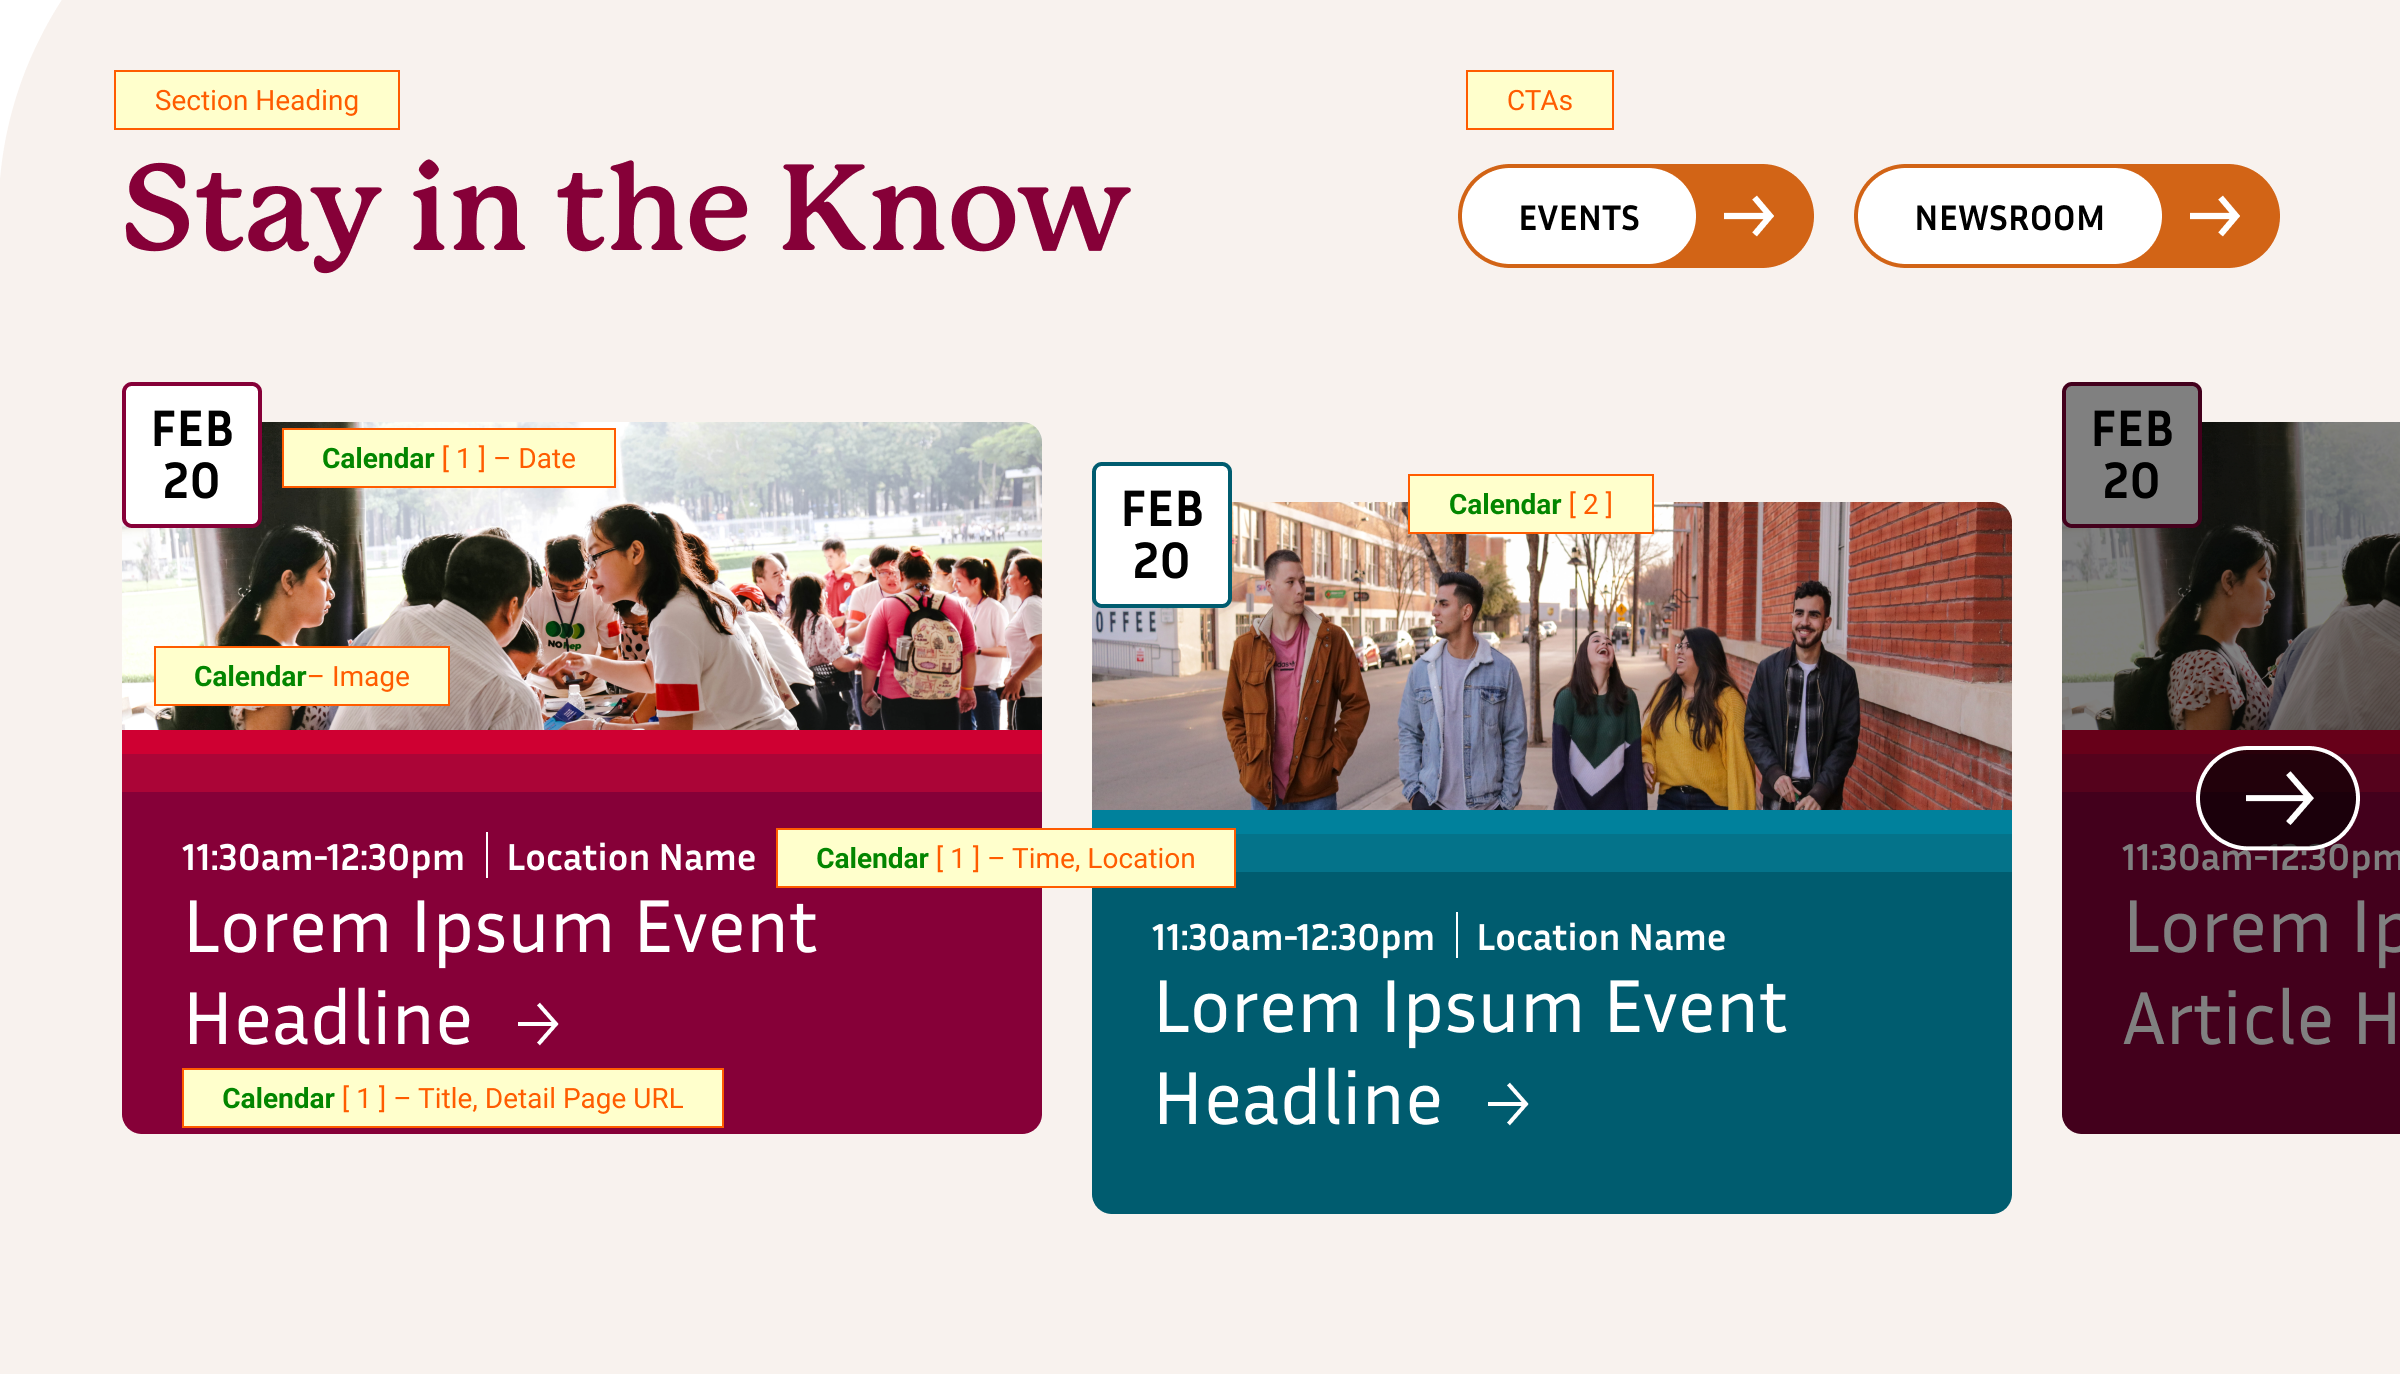 Section Heading
CTAs
Stay in the Know
EVENTS
NEWSROOM
FEB
20
Calendar [ 1 ] – Date
Calendar– Image
11:30am-12:30pm
Location Name
Calendar [ 1 ] – Time, Location
Lorem Ipsum Event
Headline
Calendar [ 1 ] – Title, Detail Page URL
FEB
20
Calendar [ 2 ]
OFFEE
11:30am-12:30pm
Location Name
Lorem Ipsum Event
Headline
FEB
20
11:30am-12:30pm
Lorem Ip
Article H